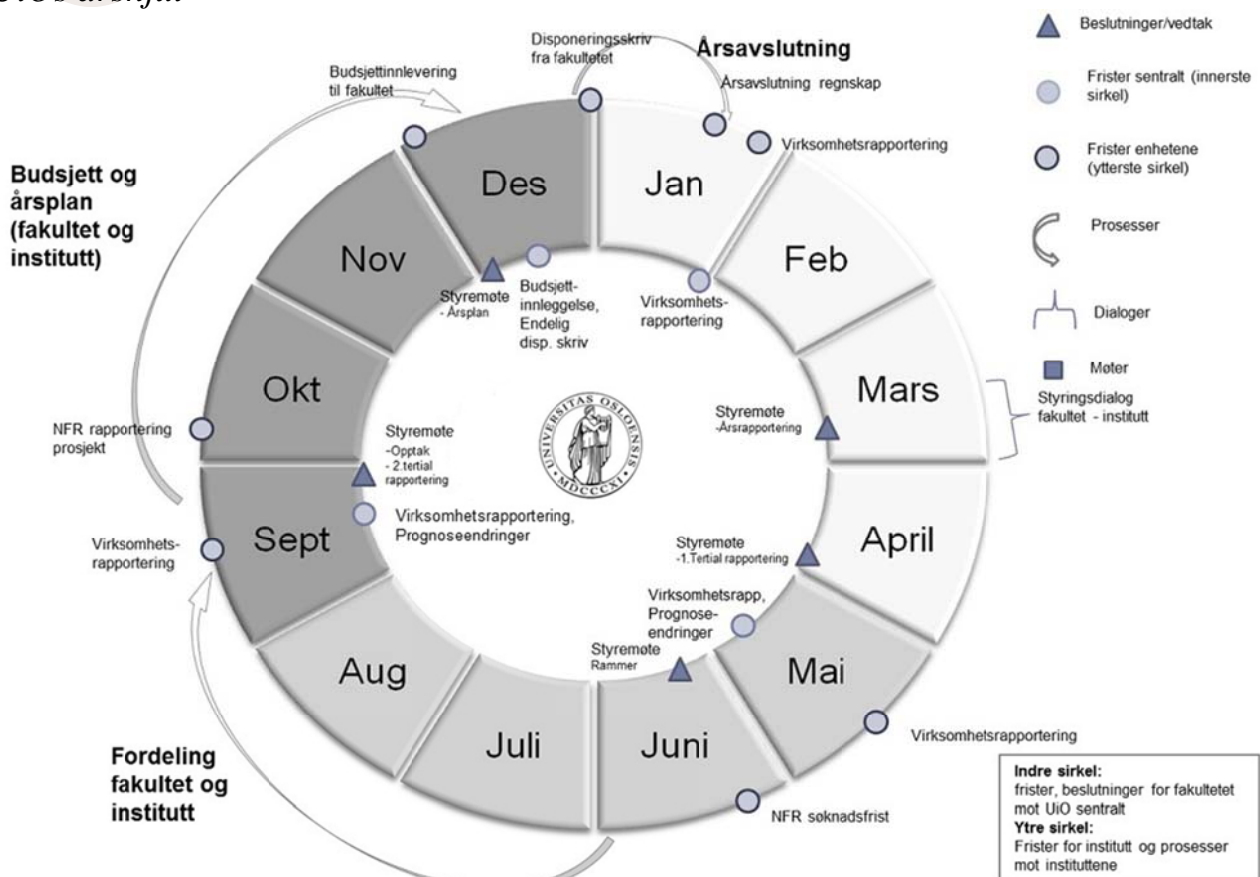 Disponeringsskriv
fra fakultetet
Årsavslutning
Årsavslutning regnskap
Budsjettinnlevering
til fakultet
Virksomhetsrapportering
Beslutninger/vedtak
Frister sentralt (innerste
sirkel)
Frister enhetene
(ytterste sirkel)
Prosesser
Dialoger
Møter
Styringsdialog
fakultet - institutt
Budsjett og
årsplan
(fakultet og
institutt)
Des
Jan
Nov
Feb
Styremøte
- Årsplan
Budsjett-
innleggelse,
Endelig
disp. skriv
Virksomhets-
rapportering
Okt
Mars
NFR rapportering
prosjekt
Styremøte
-Opptak
- 2.tertial
rapportering
UNIVERSITAS OSLOENSIS
MDCCCXI
Styremøte
-Årsrapportering
Sept
April
Virksomhets-
rapportering
Virksomhetsrapportering,
Prognoseendringer
Styremøte
-1.Tertial rapportering
Virksomhetsrapp,
Prognose-
endringer
Styremøte
Rammer
Aug
Mai
Juli
Juni
Virksomhetsrapportering
Fordeling
fakultet og
institutt
NFR søknadsfrist
Indre sirkel:
frister, beslutninger for fakultetet
mot UiO sentralt
Ytre sirkel:
Frister for institutt og prosesser
mot instituttene